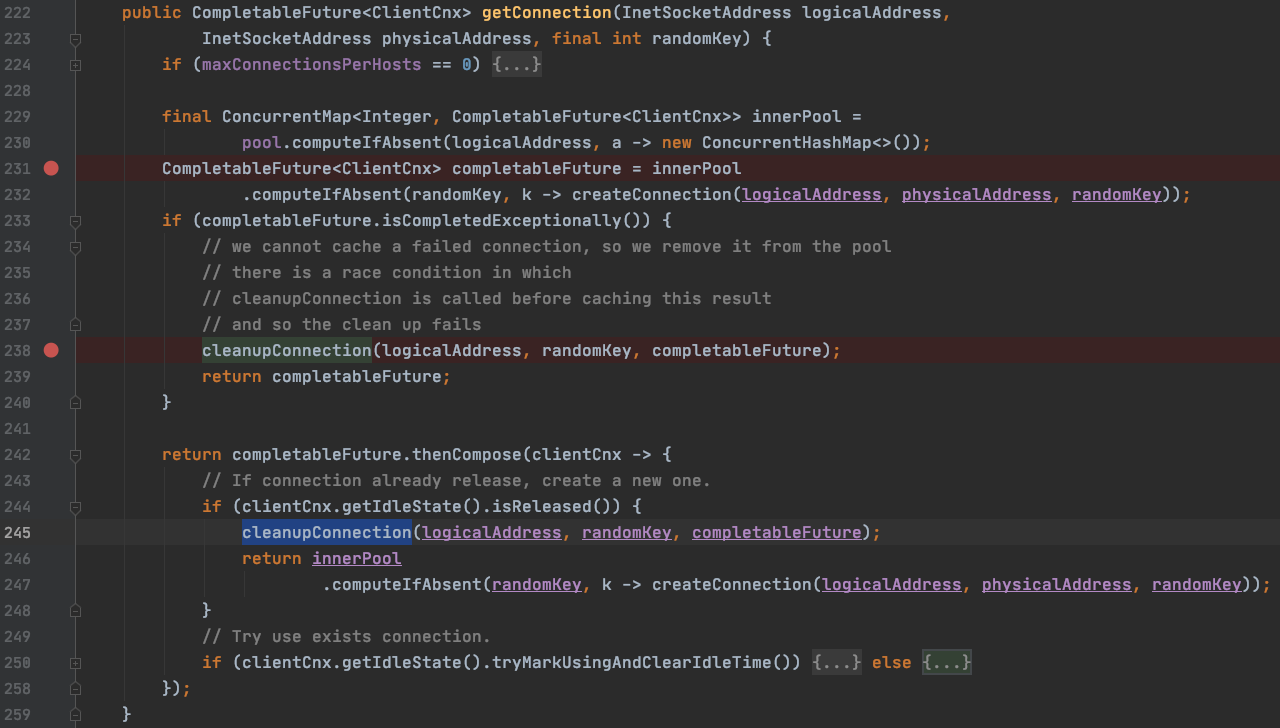 222 public CompletableFuture<ClientCnx> getConnection(InetSocketAddress logicalAddress,
223 InetSocketAddress physicalAddress, final int randomKey) {
224 if (maxConnectionsPerHosts == 0) {...}
228
229 final ConcurrentMap<Integer, CompletableFuture<ClientCnx>> innerPool =
230 pool.computeIfAbsent(logicalAddress, a -> new ConcurrentHashMap<>());
231 CompletableFuture<ClientCnx> completableFuture = innerPool
232 .computeIfAbsent(randomKey, k -> createConnection(logicalAddress, physicalAddress, randomKey));
233 if (completableFuture.isCompletedExceptionally()) {
234 // we cannot cache a failed connection, so we remove it from the pool
235 // there is a race condition in which
236 // cleanupConnection is called before caching this result
237 // and so the clean up fails
238 cleanupConnection(logicalAddress, randomKey, completableFuture);
239 return completableFuture;
240 }
241
242 return completableFuture.thenCompose(clientCnx -> {
243 // If connection already release, create a new one.
244 if (clientCnx.getIdleState().isReleased()) {
245 cleanupConnection(logicalAddress, randomKey, completableFuture);
246 return innerPool
247 .computeIfAbsent(randomKey, k -> createConnection(logicalAddress, physicalAddress, randomKey));
248 }
249 // Try use exists connection.
250 if (clientCnx.getIdleState().tryMarkUsingAndClearIdleTime()) {...} else {...}
258 });
259 }